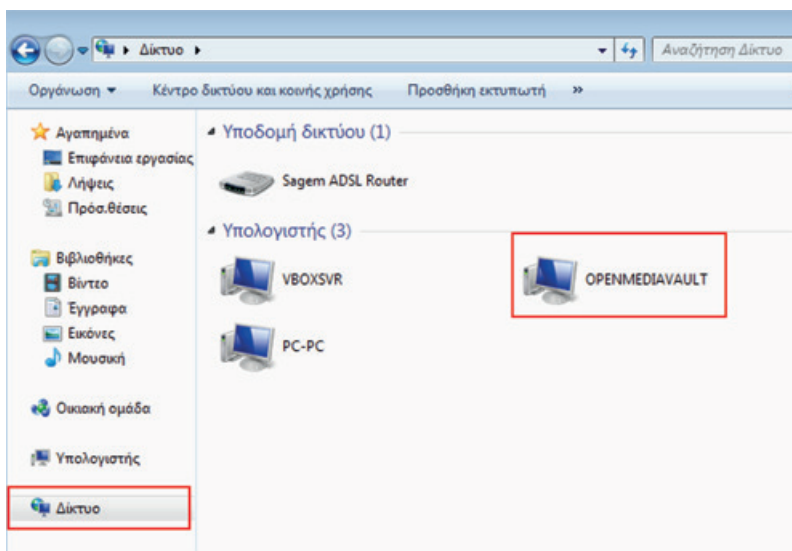 Δίκτυο
Αναζήτηση Δίκτυο
Οργάνωση
Κέντρο δικτύου και κοινής χρήσης
Προσθήκη εκτυπωτή
»
Αγαπημένα
Επιφάνεια εργασίας
Λήψεις
Πρόσ.θέσεις
Βιβλιοθήκες
Βίντεο
Έγγραφα
Εικόνες
Μουσική
Οικιακή ομάδα
Υπολογιστής
Δίκτυο
Υποδομή δικτύου (1)
Sagem ADSL Router
Υπολογιστής (3)
VBOXSVR
OPENMEDIAVAULT
PC-PC